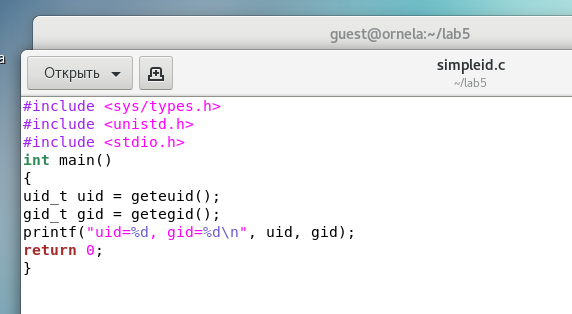 guest@ornela:~/lab5
a
Открыть
simpleid.c
~/lab5
#include <sys/types.h>
#include <unistd.h>
#include <stdio.h>
int main()
{
uid_t uid = geteuid();
gid_t gid = getegid();
printf("uid=%d, gid=%d\n", uid, gid);
return 0;
}